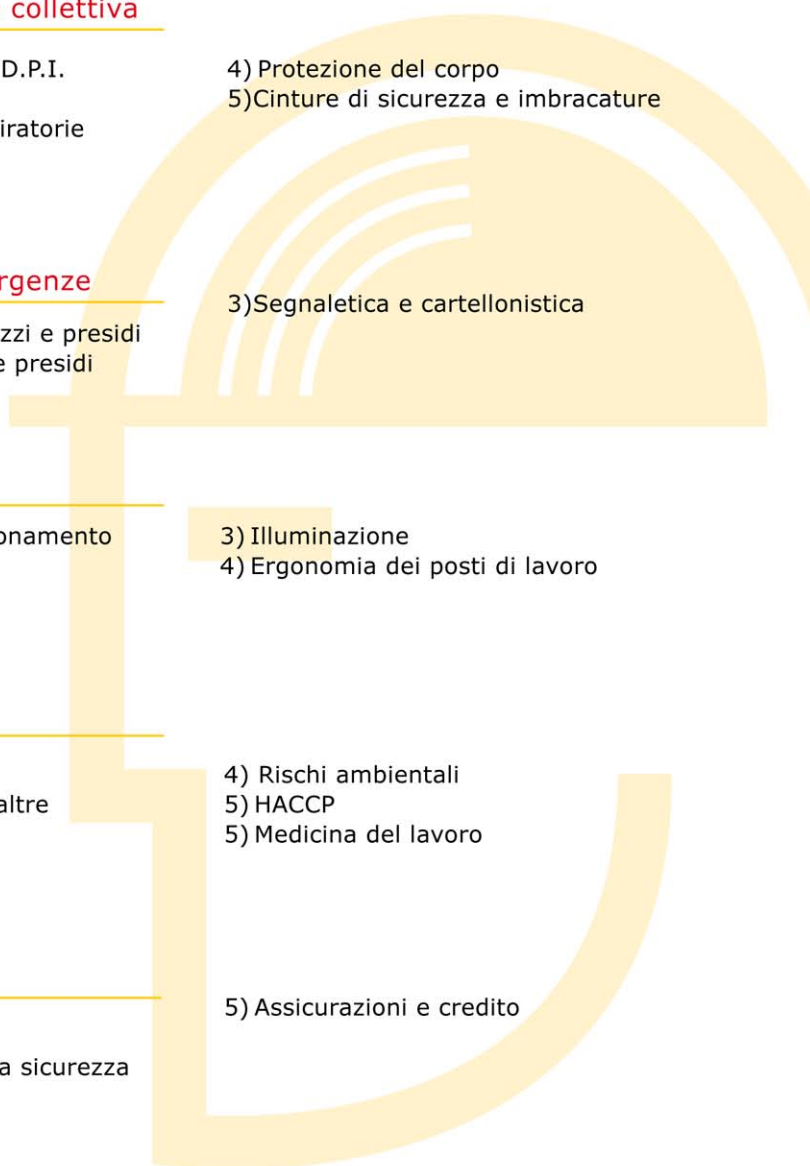 collettiva
D.P.I.
iratorie
4) Protezione del corpo
5)Cinture di sicurezza e imbracature
rgenze
zzi e presidi
e presidi
3)Segnaletica e cartellonistica
onamento
3) Illuminazione
4) Ergonomia dei posti di lavoro
altre
4) Rischi ambientali
5) HACCP
5) Medicina del lavoro
a sicurezza
5) Assicurazioni e credito